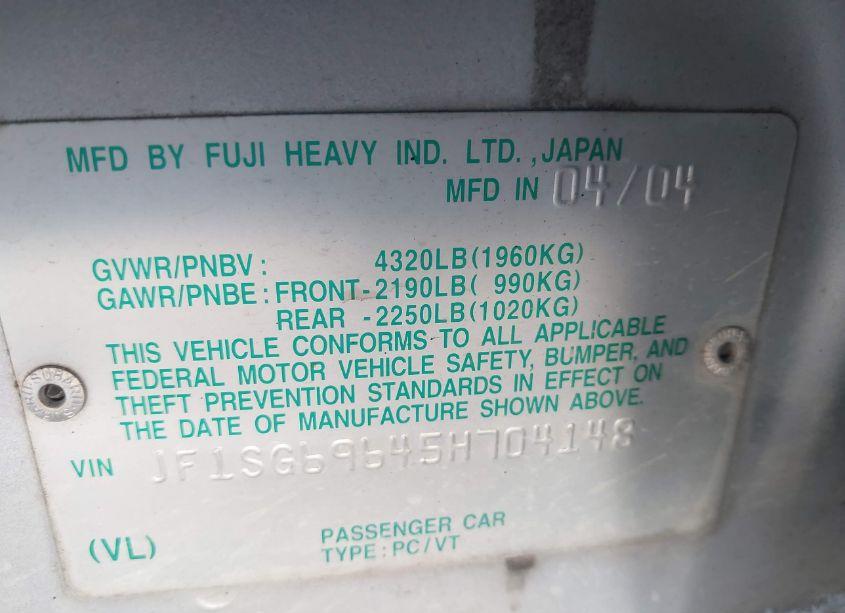 MFD BY FUJI HEAVY IND. LTD. ,JAPAN
MFD IN 04/04
GVWR/PNBV : 4320LB(1960KG)
GAWR/PNBE : FRONT-2190LB( 990KG)
REAR -2250LB(1020KG)
THIS VEHICLE CONFORMS TO ALL APPLICABLE
FEDERAL MOTOR VEHICLE SAFETY, BUMPER, AND
THEFT PREVENTION STANDARDS IN EFFECT ON
THE DATE OF MANUFACTURE SHOWN ABOVE.
VIN JF1SG69645H704148
(VL)
PASSENGER CAR
TYPE : PC/VT